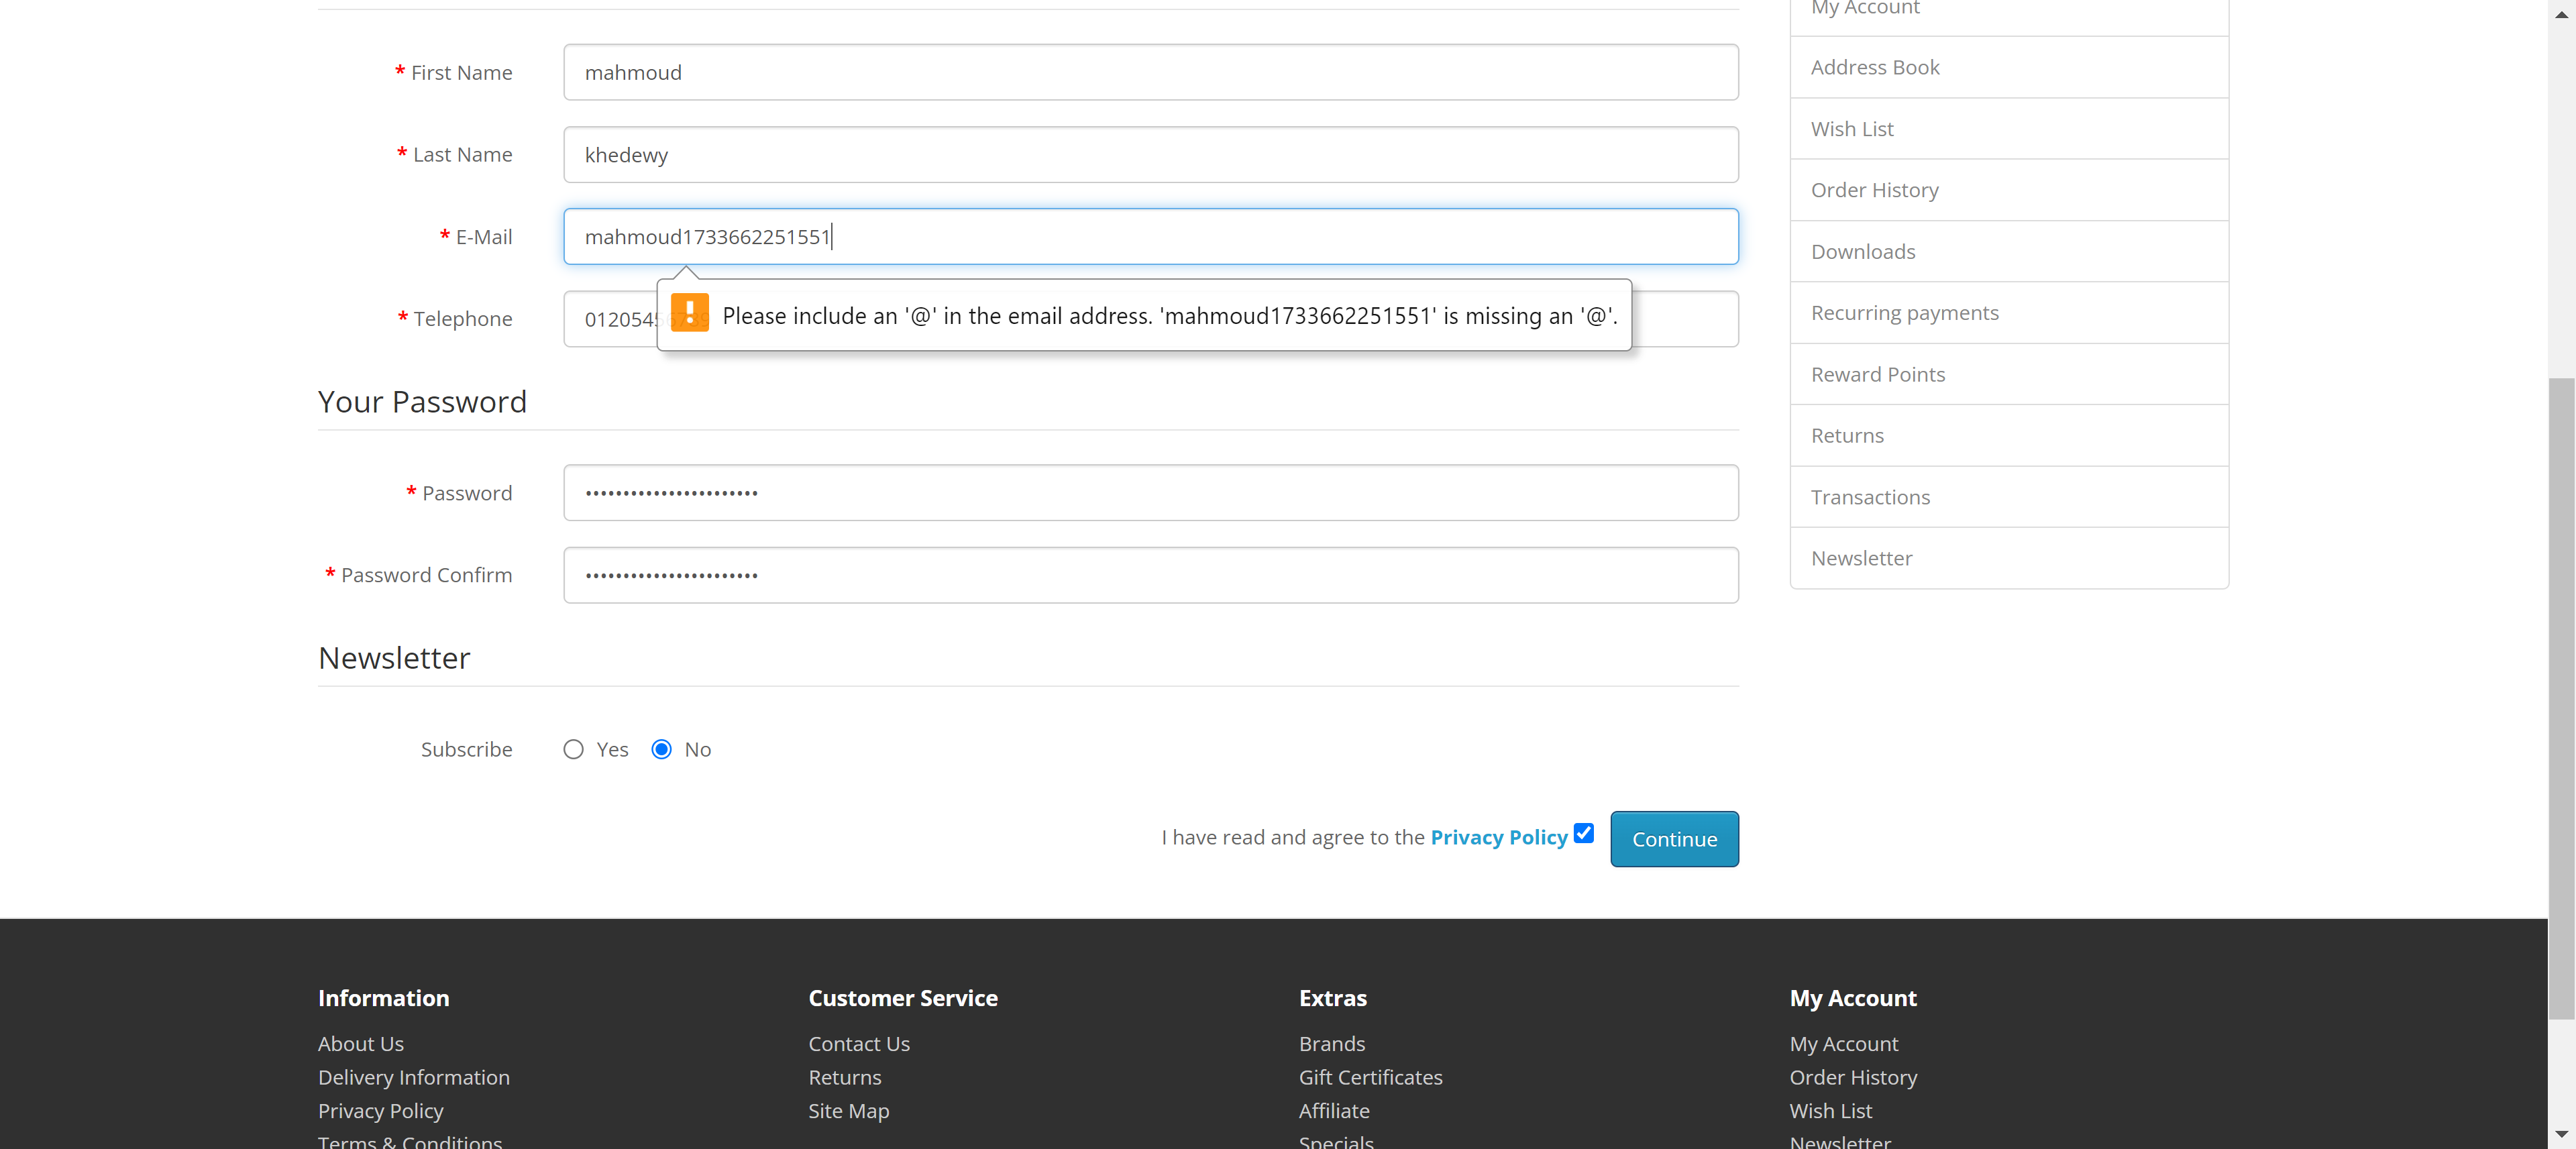 * First Name
mahmoud
* Last Name
khedewy
* E-Mail
mahmoud1733662251551
Please include an '@' in the email address. 'mahmoud1733662251551' is missing an '@'.
* Telephone
01205456789
Your Password
* Password
•••••••••••••••••••••••
* Password Confirm
•••••••••••••••••••••••
Newsletter
Subscribe
Yes
No
I have read and agree to the Privacy Policy
Continue
My Account
Address Book
Wish List
Order History
Downloads
Recurring payments
Reward Points
Returns
Transactions
Newsletter
Information
About Us
Delivery Information
Privacy Policy
Terms & Conditions
Customer Service
Contact Us
Returns
Site Map
Extras
Brands
Gift Certificates
Affiliate
Specials
My Account
My Account
Order History
Wish List
Newsletter